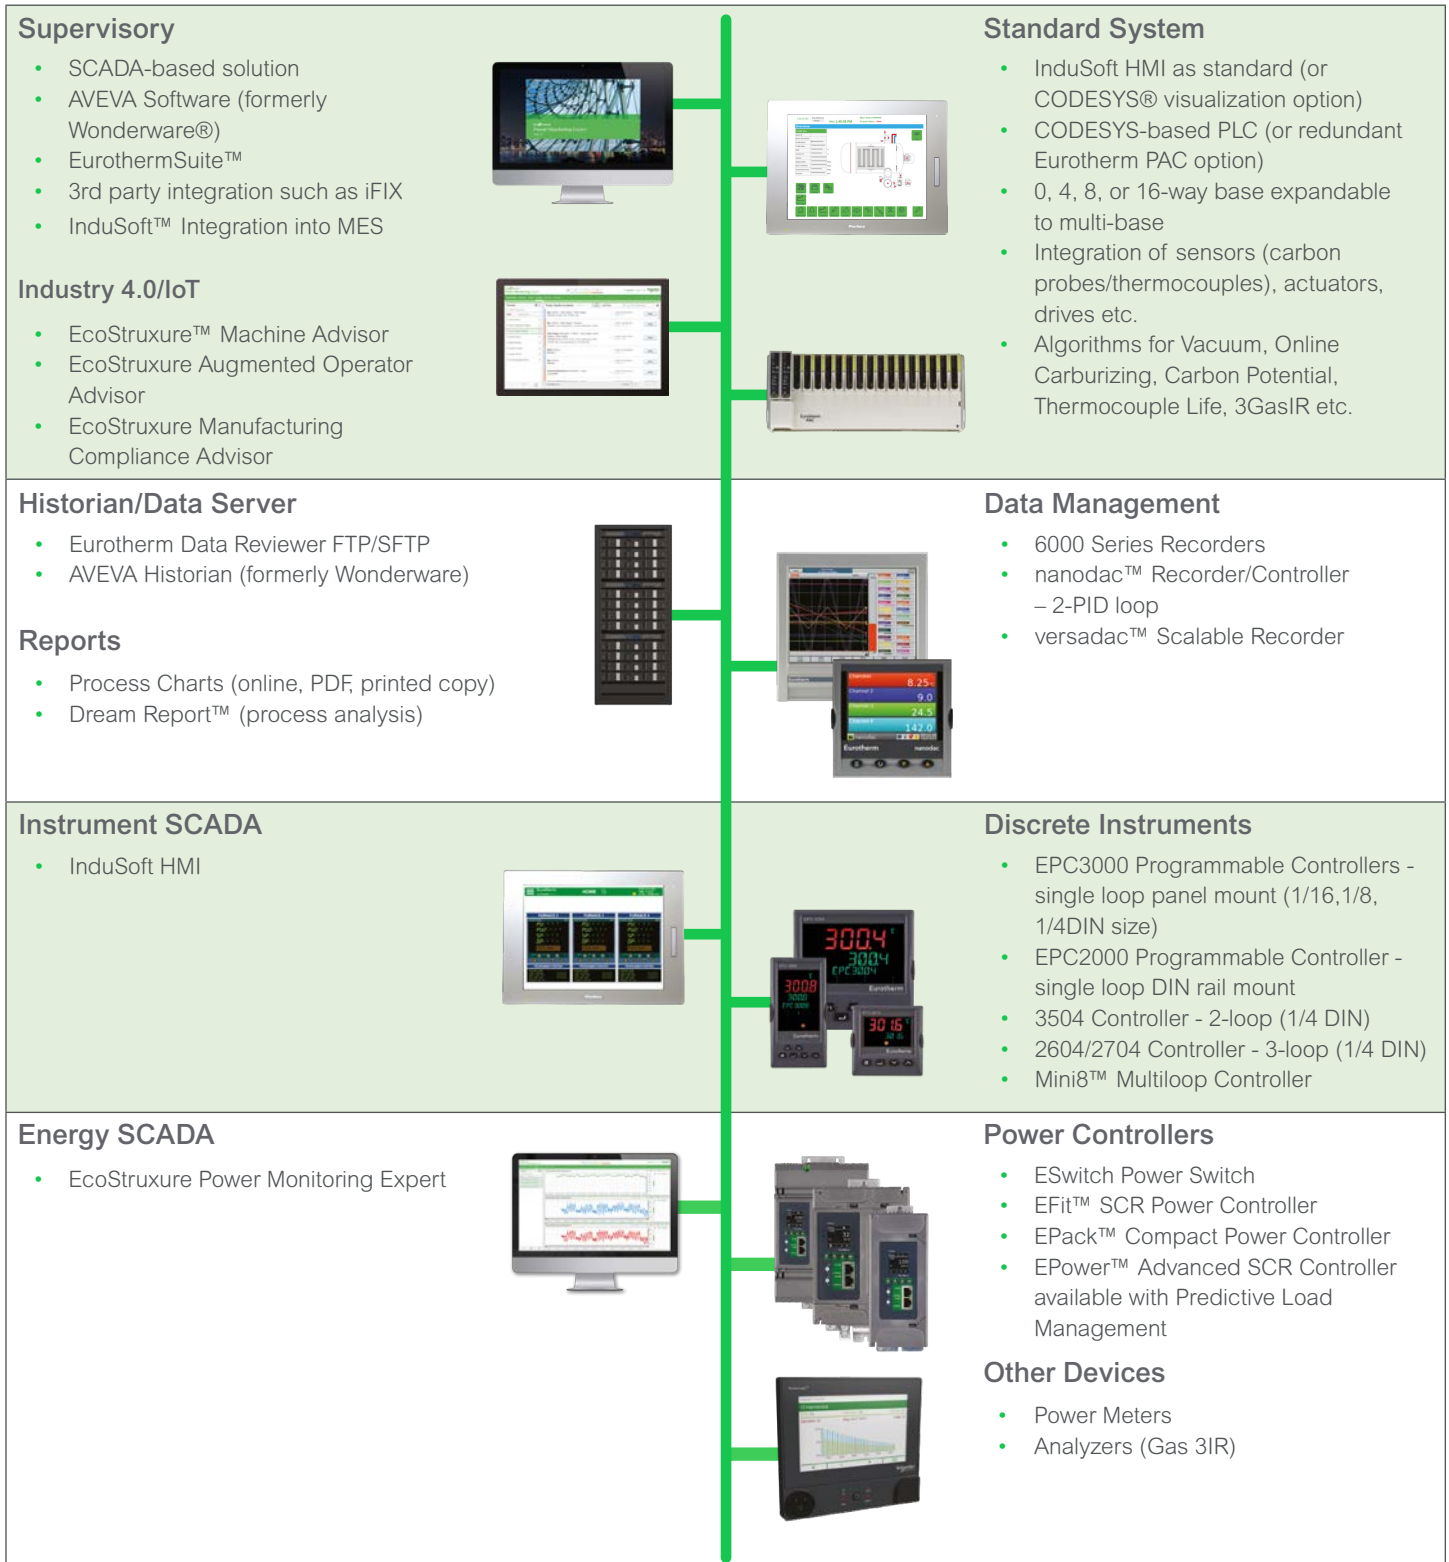 Supervisory
• SCADA-based solution
• AVEVA Software (formerly
Wonderware®)
• EurothermSuite™
• 3rd party integration such as iFIX
• InduSoft™ Integration into MES
Industry 4.0/IoT
• EcoStruxure™ Machine Advisor
• EcoStruxure Augmented Operator
Advisor
• EcoStruxure Manufacturing
Compliance Advisor
Standard System
• InduSoft HMI as standard (or
CODESYS® visualization option)
• CODESYS-based PLC (or redundant
Eurotherm PAC option)
• 0, 4, 8, or 16-way base expandable
to multi-base
• Integration of sensors (carbon
probes/thermocouples), actuators,
drives etc.
• Algorithms for Vacuum, Online
Carburizing, Carbon Potential,
Thermocouple Life, 3GasIR etc.
Historian/Data Server
• Eurotherm Data Reviewer FTP/SFTP
• AVEVA Historian (formerly Wonderware)
Reports
• Process Charts (online, PDF, printed copy)
• Dream Report™ (process analysis)
Data Management
• 6000 Series Recorders
• nanodac™ Recorder/Controller
– 2-PID loop
• versadac™ Scalable Recorder
8.25
9.0
24.5
142.0
Eurotherm nanodac
Instrument SCADA
• InduSoft HMI
HOME
Discrete Instruments
• EPC3000 Programmable Controllers -
single loop panel mount (1/16,1/8,
1/4DIN size)
• EPC2000 Programmable Controller -
single loop DIN rail mount
• 3504 Controller - 2-loop (1/4 DIN)
• 2604/2704 Controller - 3-loop (1/4 DIN)
• Mini8™ Multiloop Controller
300.4
300.4
EPC3004
Eurotherm
300.8
300.8
EPC3008
301.6
Energy SCADA
• EcoStruxure Power Monitoring Expert
Power Controllers
• ESwitch Power Switch
• EFit™ SCR Power Controller
• EPack™ Compact Power Controller
• EPower™ Advanced SCR Controller
available with Predictive Load
Management
Other Devices
• Power Meters
• Analyzers (Gas 3IR)